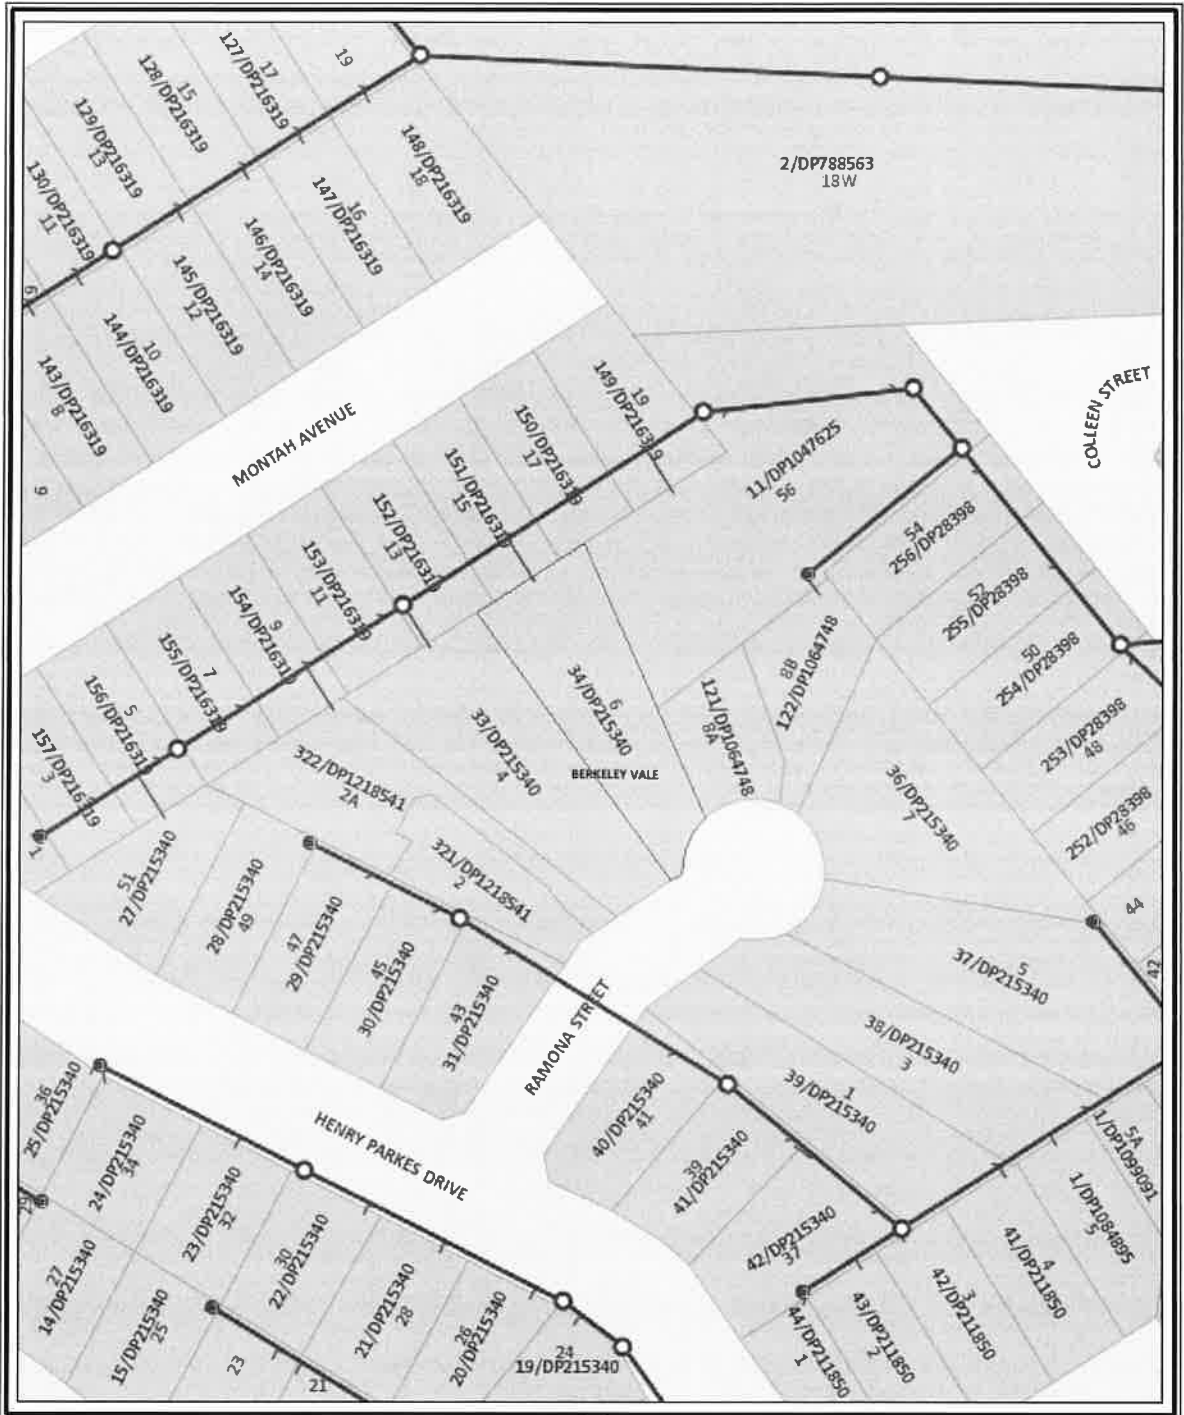 19
17
127/DP216319
15
128/DP216319
129/DP216319
13
130/DP216319
11
148/DP216319
18
16
147/DP216319
146/DP216319
14
145/DP216319
12
10
144/DP216319
143/DP216319
8
9
2/DP788563
18W
MONTAH AVENUE
COLLEEN STREET
19
149/DP216319
150/DP216319
17
151/DP216319
15
152/DP216319
13
153/DP216319
11
9
154/DP216319
7
155/DP216319
5
156/DP216319
157/DP216319
3
1
11/DP1047625
56
54
256/DP28398
52
255/DP28398
50
254/DP28398
253/DP28398
48
252/DP28398
46
44
42
8B
122/DP1064748
121/DP1064748
8A
6
34/DP215340
BERKELEY VALE
33/DP215340
4
322/DP1218541
2A
321/DP1218541
2
36/DP215340
7
5
37/DP215340
38/DP215340
3
1
39/DP215340
51
27/DP215340
28/DP215340
49
47
29/DP215340
45
30/DP215340
43
31/DP215340
RAMONA STREET
HENRY PARKES DRIVE
40/DP215340
41
39
41/DP215340
42/DP215340
37
5A
1/DP1099091
1/DP1084895
5
4
41/DP211850
3
42/DP211850
43/DP211850
2
44/DP211850
1
36
25/DP215340
24/DP215340
34
23/DP215340
32
30
22/DP215340
21/DP215340
28
26
20/DP215340
24
19/DP215340
27
14/DP215340
15/DP215340
25
23
21